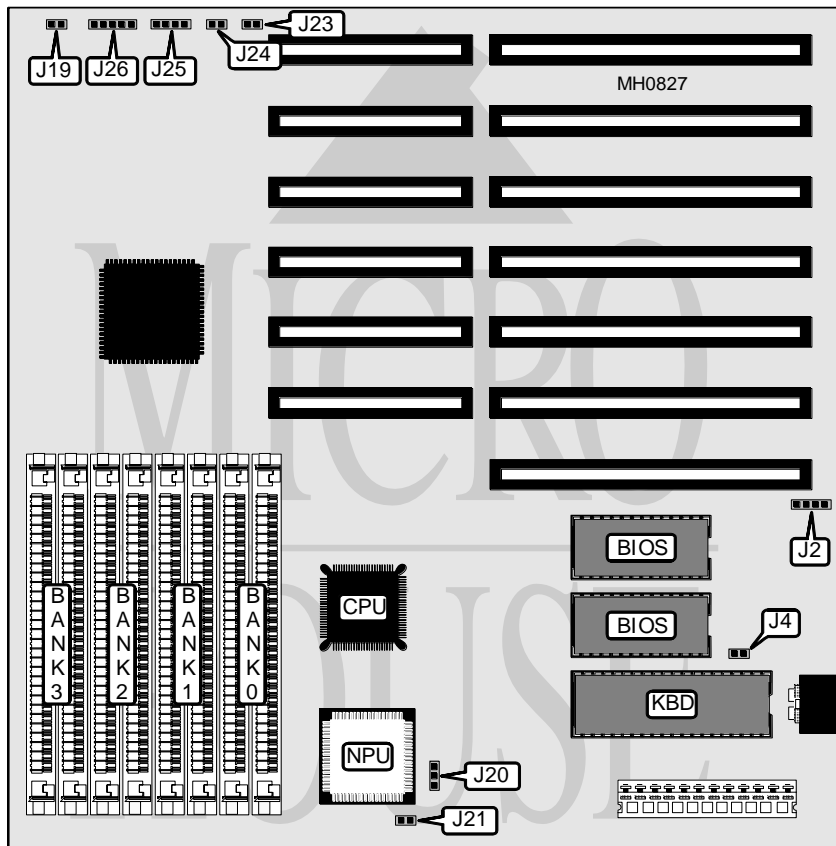 J19
J26
J25
J24
J23
MH0827
MICRO
HOUSE
J2
BIOS
BIOS
J4
KBD
CPU
NPU
J20
J21
BANK3
BANK2
BANK1
BANK0